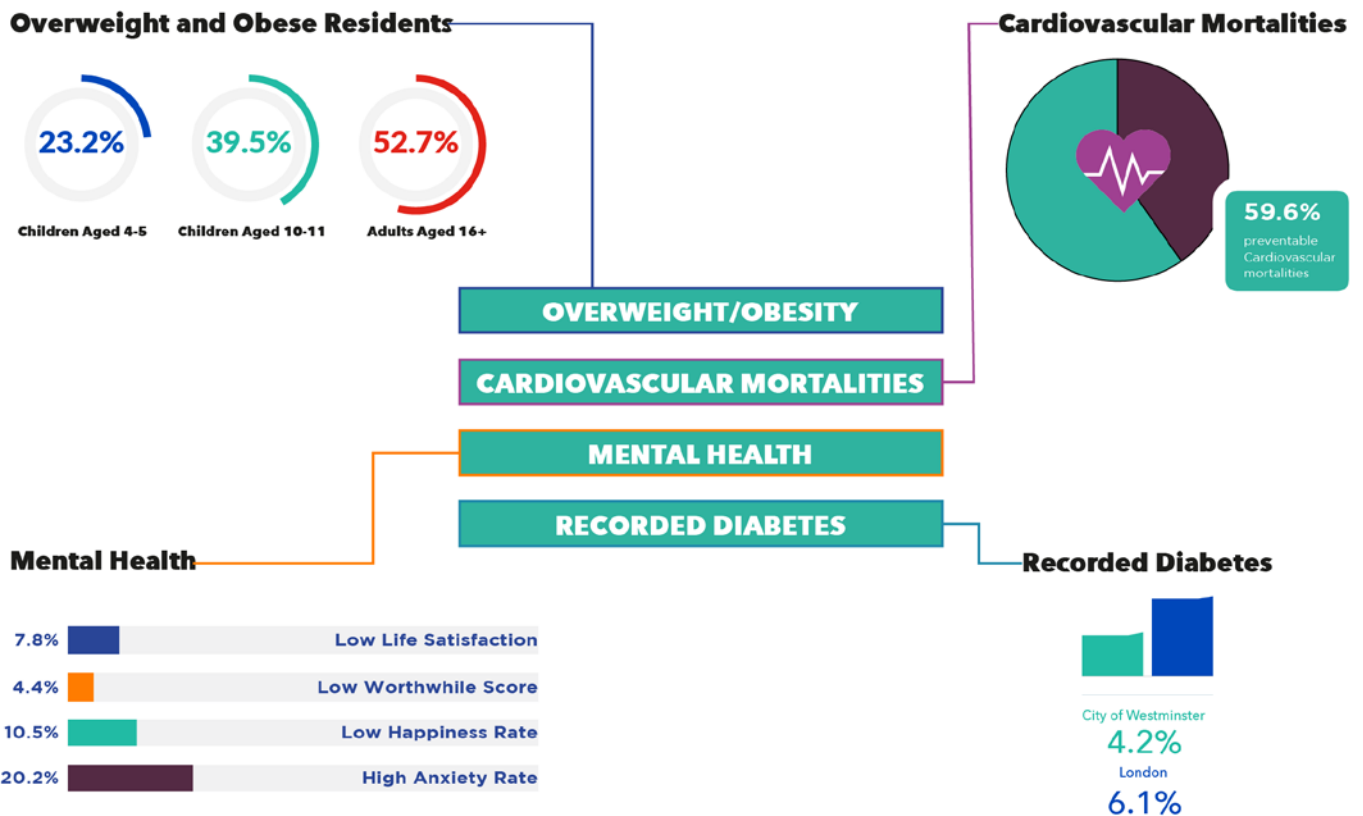 Overweight and Obese Residents
23.2%
39.5%
52.7%
Children Aged 4-5
Children Aged 10-11
Adults Aged 16+
Cardiovascular Mortalities
59.6%
preventable
Cardiovascular
mortalities
OVERWEIGHT/OBESITY
CARDIOVASCULAR MORTALITIES
MENTAL HEALTH
RECORDED DIABETES
Mental Health
7.8% Low Life Satisfaction
4.4% Low Worthwhile Score
10.5% Low Happiness Rate
20.2% High Anxiety Rate
Recorded Diabetes
City of Westminster
4.2%
London
6.1%